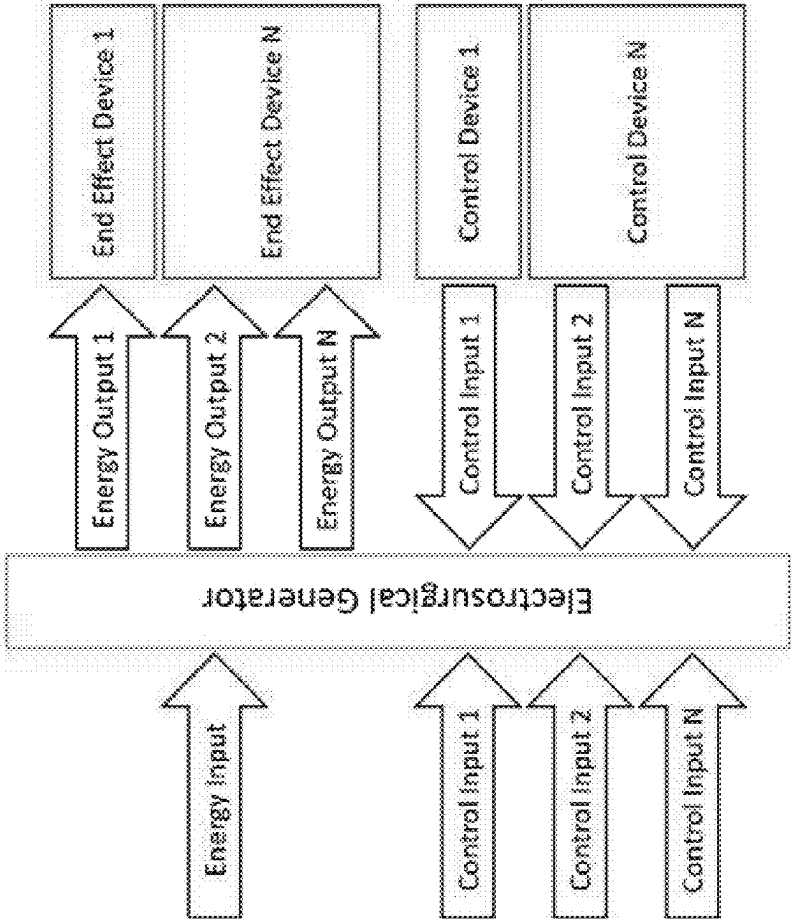 End Effect Device 1
End Effect Device N
Control Device 1
Control Device N
Energy Output 1
Energy Output 2
Energy Output N
Control Input 1
Control Input 2
Control Input N
Electrosurgical Generator
Energy Input
Control Input 1
Control Input 2
Control Input N